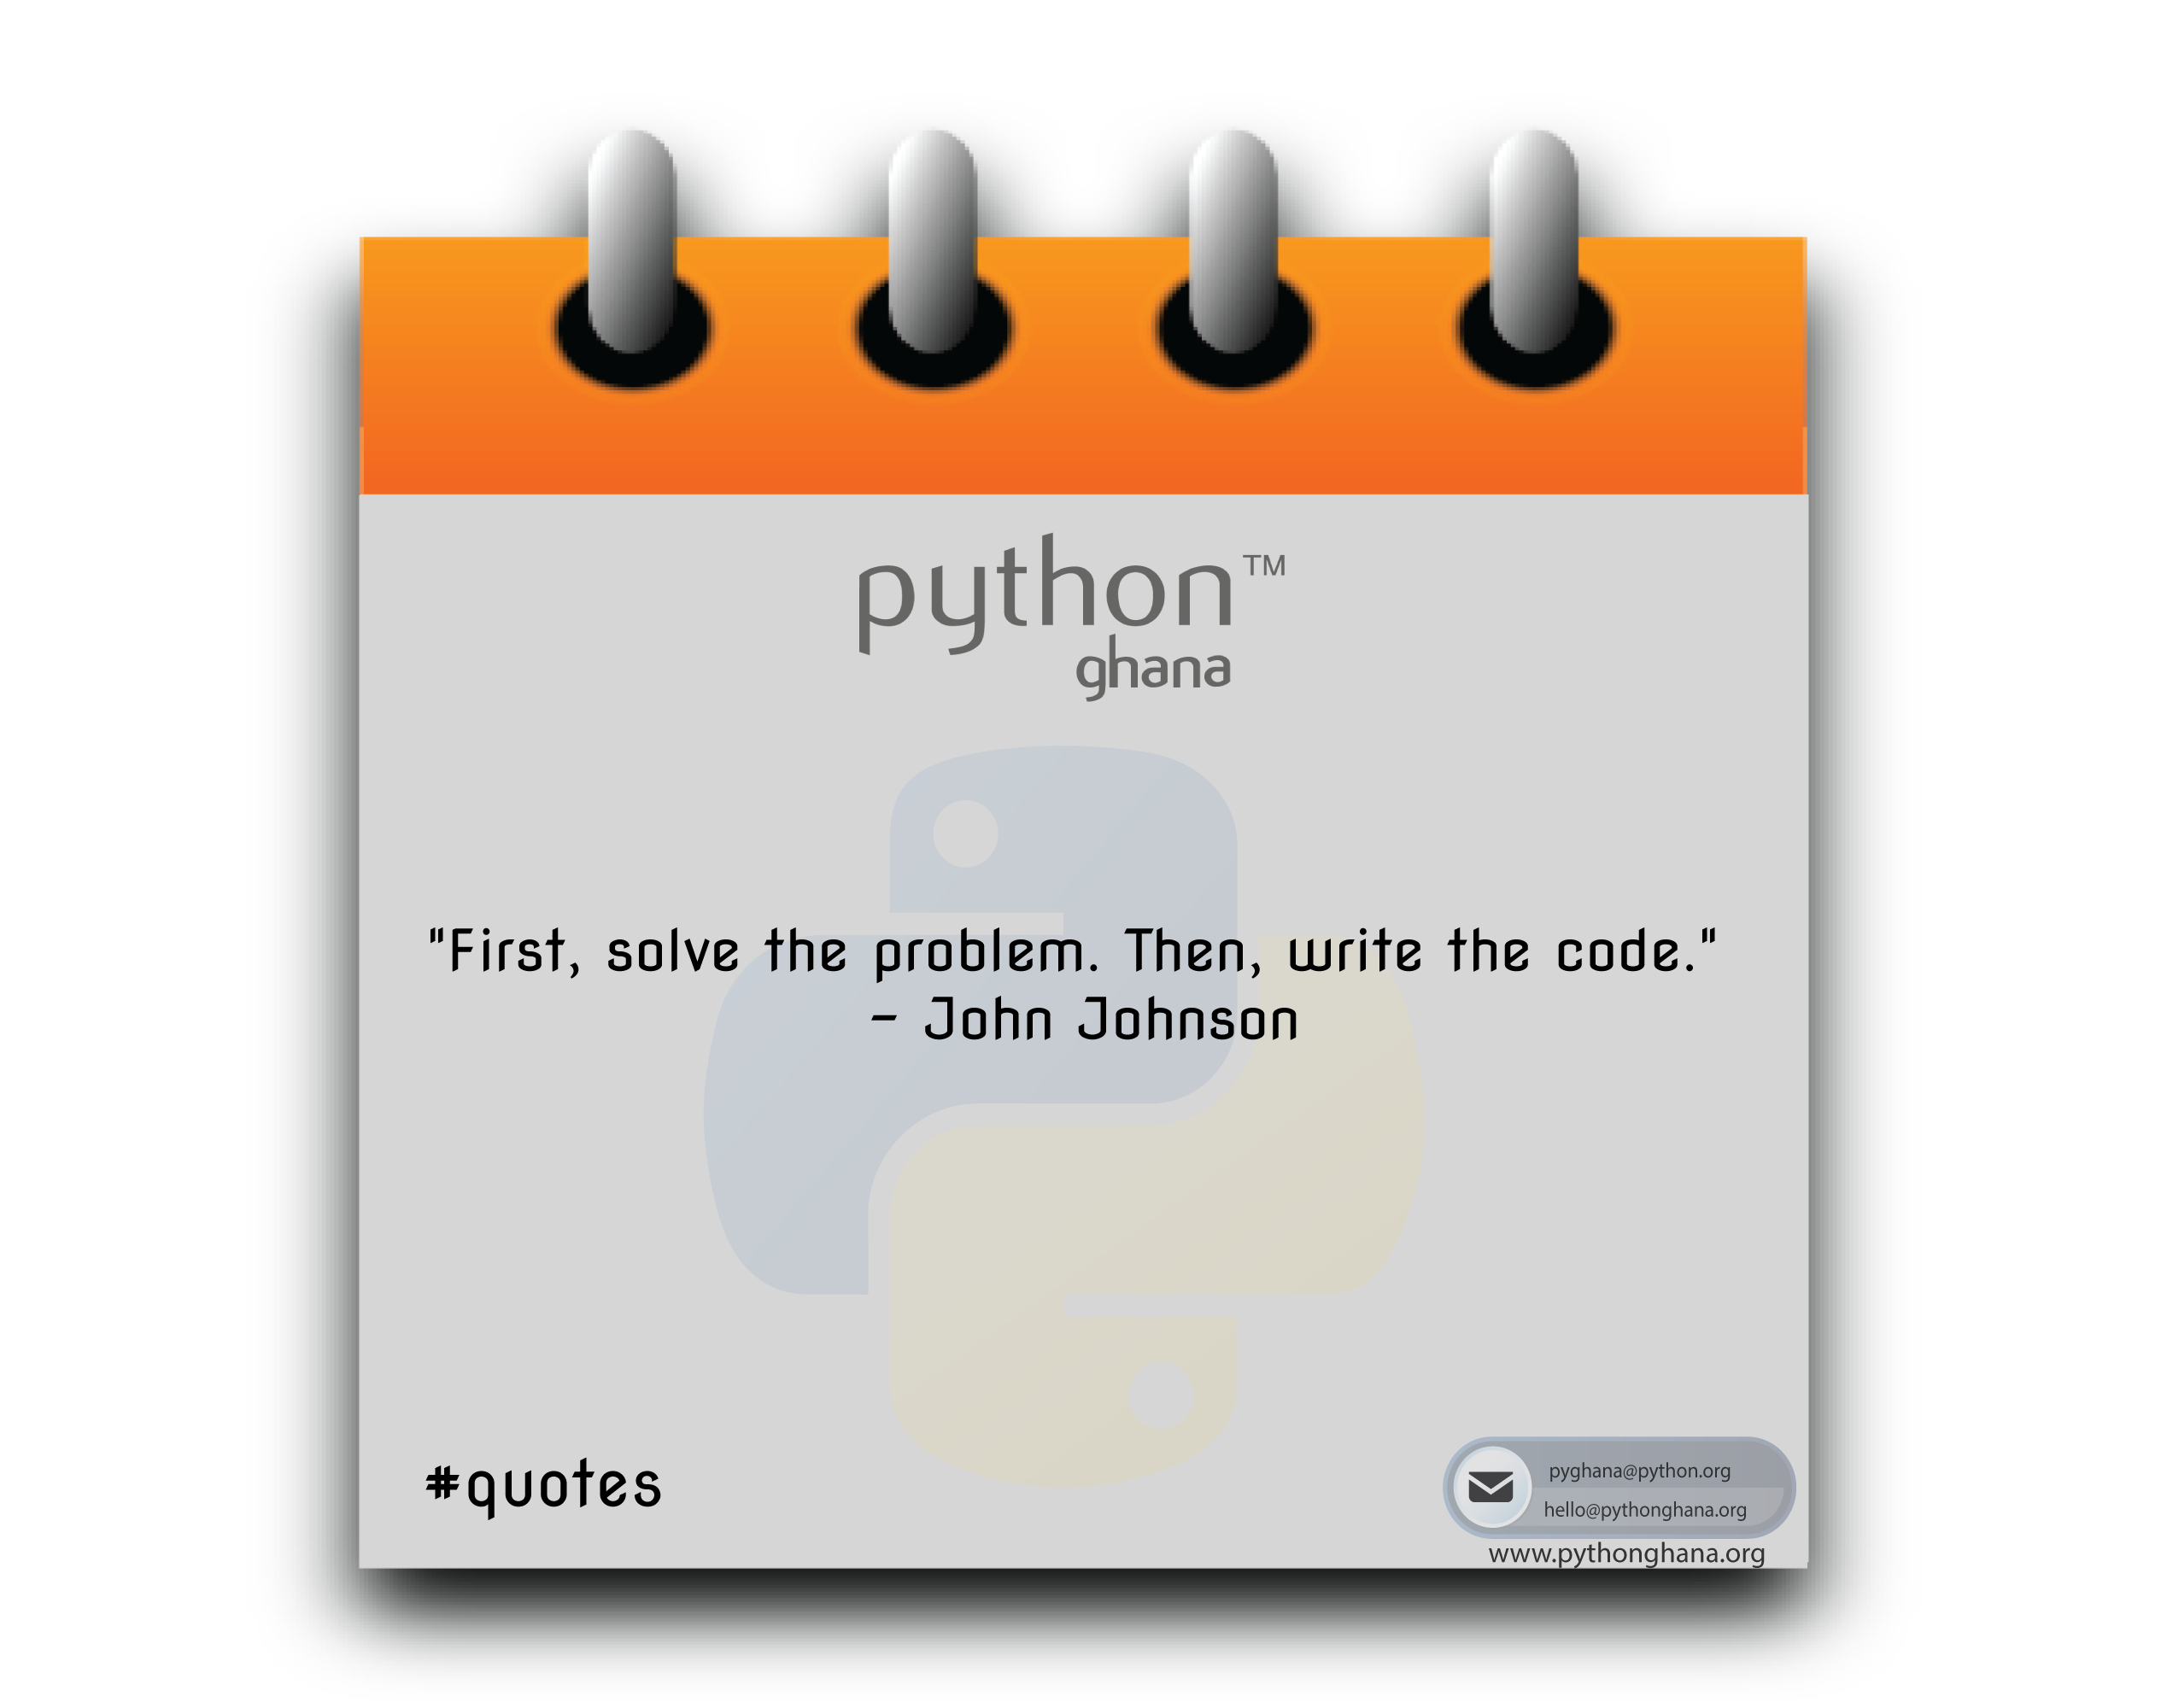 python™
ghana
"First, solve the problem. Then, write the code."
- John Johnson
#quotes
pyghana@python.org
hello@pythonghana.org
www.pythonghana.org